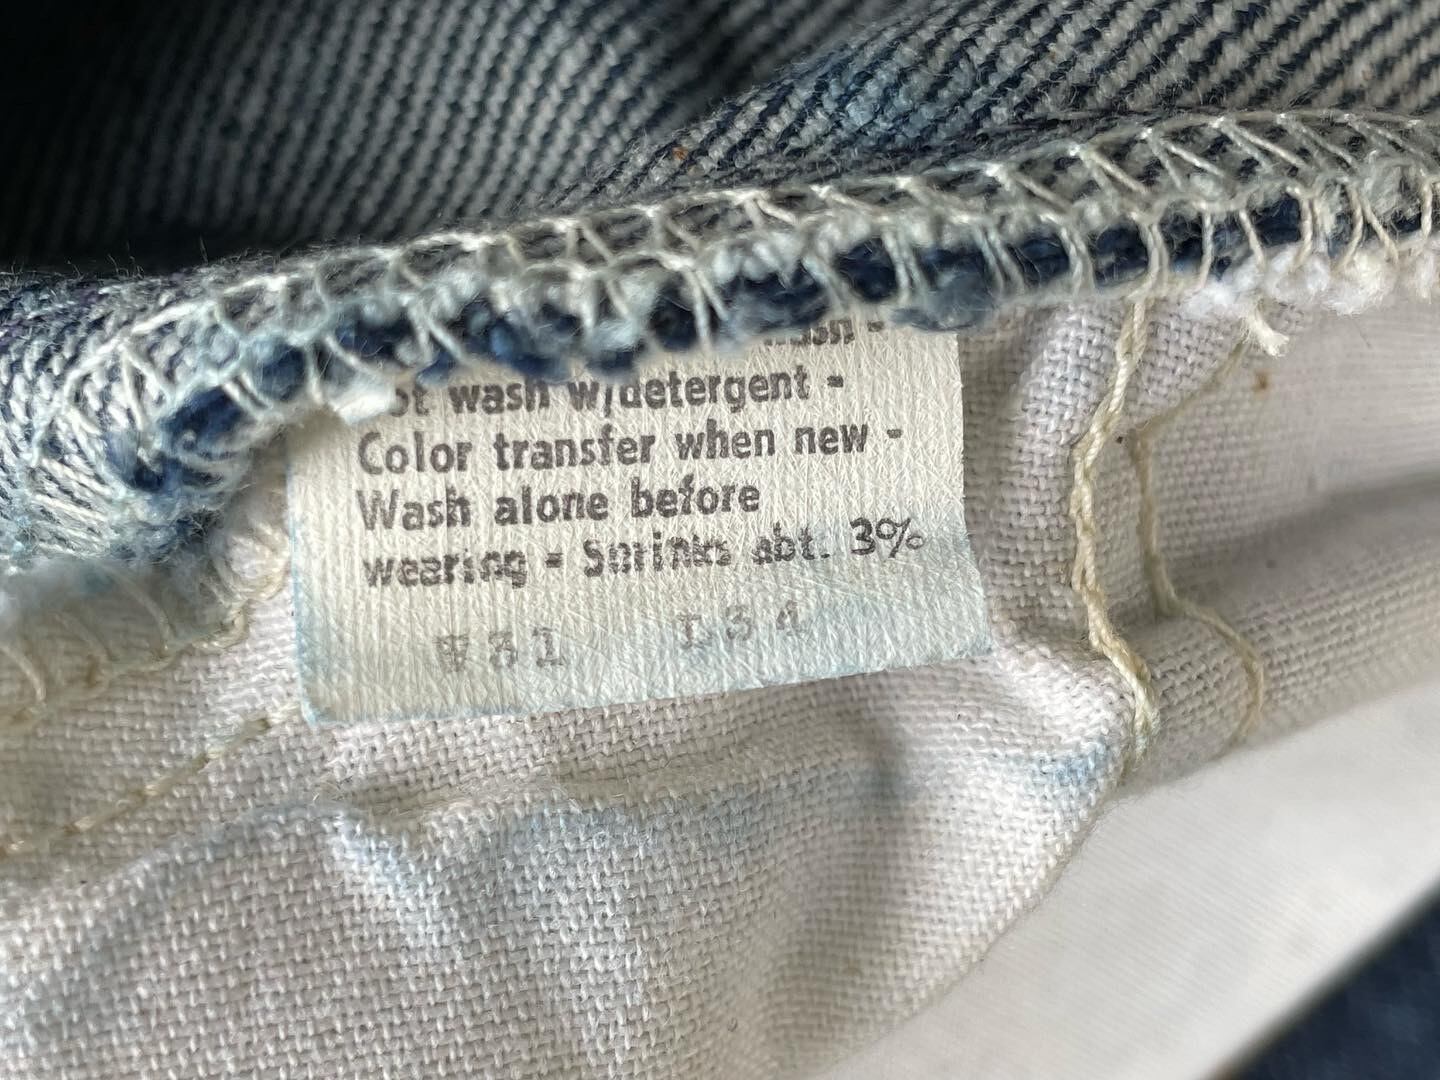 wash w/detergent -
Color transfer when new -
Wash alone before
wearing - Shrinks abt. 3%
W31 L34